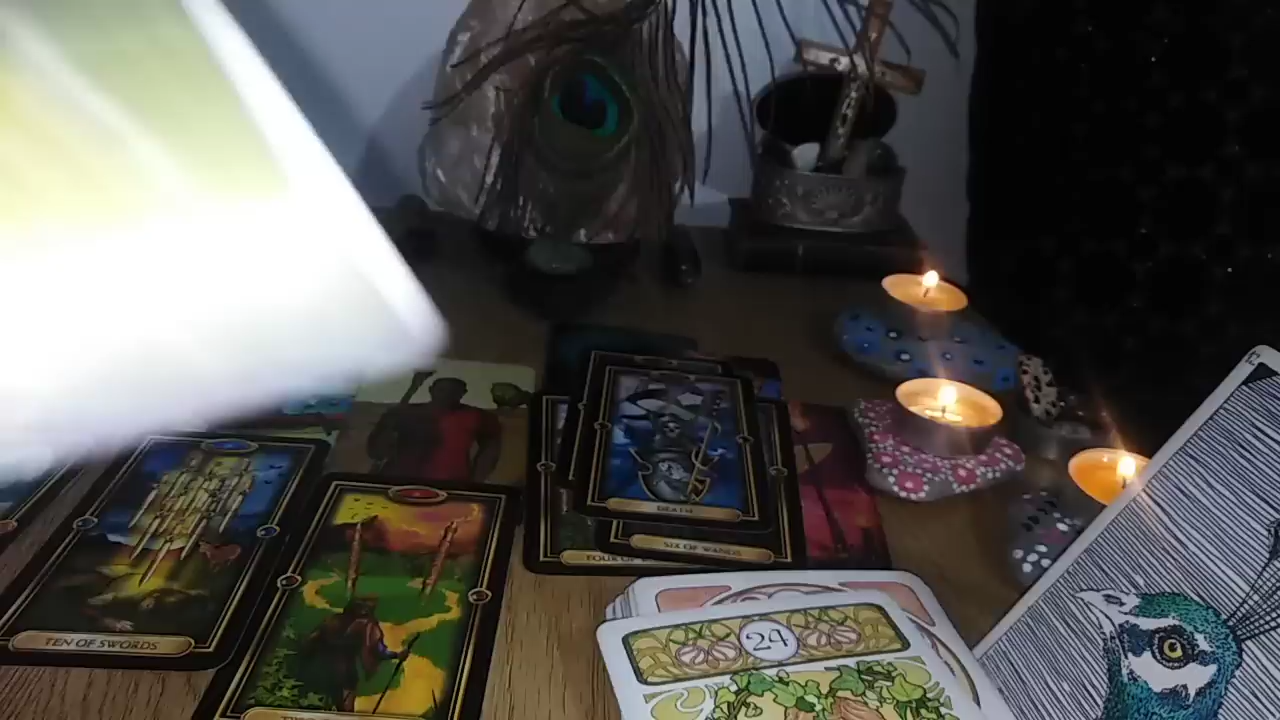 DEATH
SIX OF WANDS
FOUR OF
TEN OF SWORDS
24